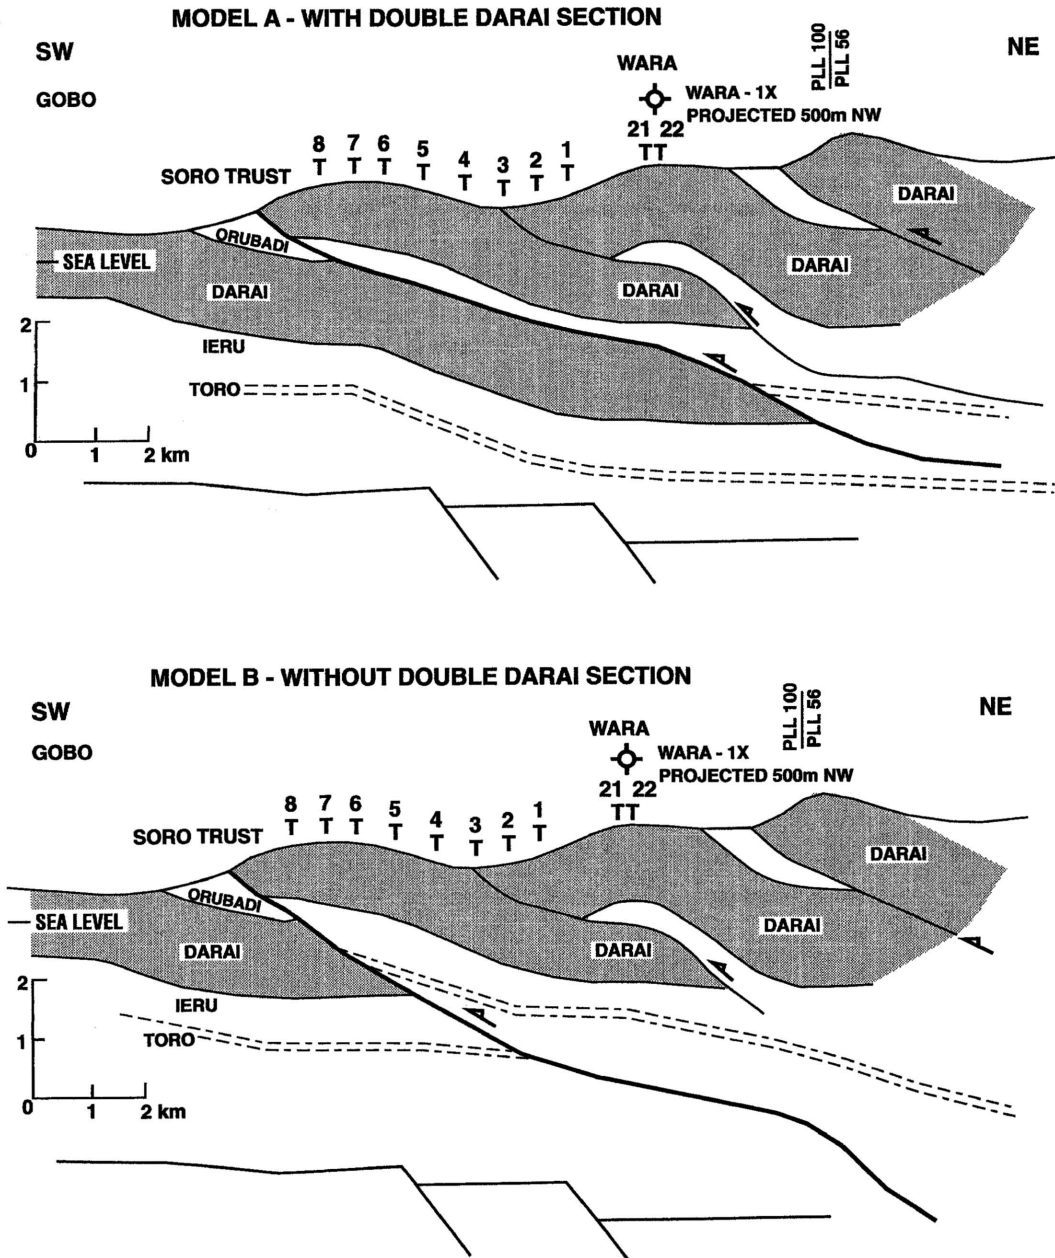 MODEL A - WITH DOUBLE DARAI SECTION
SW
NE
PLL 100
PLL 56
WARA
GOBO
WARA - 1X
PROJECTED 500m NW
21 22
T T
8 7 6 5 4 3 2 1
T T T T T T T T
SORO TRUST
DARAI
ORUBADI
SEA LEVEL
DARAI
DARAI
DARAI
2
IERU
1
TORO
0 1 2 km
MODEL B - WITHOUT DOUBLE DARAI SECTION
SW
NE
PLL 100
PLL 56
WARA
GOBO
WARA - 1X
PROJECTED 500m NW
21 22
T T
8 7 6 5 4 3 2 1
T T T T T T T T
SORO TRUST
DARAI
ORUBADI
SEA LEVEL
DARAI
DARAI
DARAI
2
IERU
1
TORO
0 1 2 km